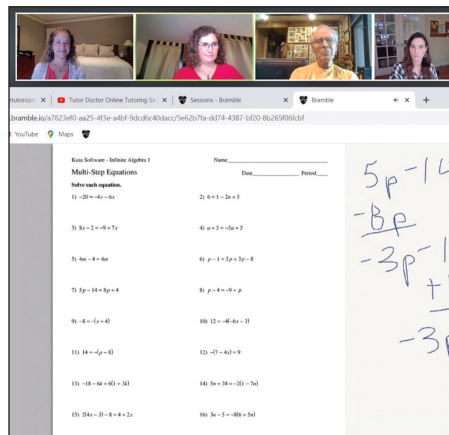 rtutorcom
Tutor Doctor Online Tutoring Se
Sessions - Bramble
Bramble
.bramble.io/a7823ef0-aa25-4f3e-a4bf-9dcd6c40dacc/5e62b7fa-dd74-4387-bf20-8b265f06fcbf
YouTube
Maps
Kuta Software - Infinite Algebra 1
Name
Multi-Step Equations
Date
Period
Solve each equation.
1) −20 = −4x − 6x
2) 6 = 1 − 2n + 5
3) 8x − 2 = −9 + 7x
4) a + 5 = −5a + 5
5) 4m − 4 = 4m
6) p − 1 = 5p + 3p − 8
7) 5p − 14 = 8p + 4
8) p − 4 = −9 + p
9) −8 = −(x + 4)
10) 12 = −4(−6x − 3)
11) 14 = −(p − 8)
12) −(7 − 4x) = 9
13) −18 − 6k = 6(1 + 3k)
14) 5n + 34 = −2(1 − 7n)
15) 2(4x − 3) − 8 = 4 + 2x
16) 3n − 5 = −8(6 + 5n)
5p-14
-8p
-3p-1
+
-3p